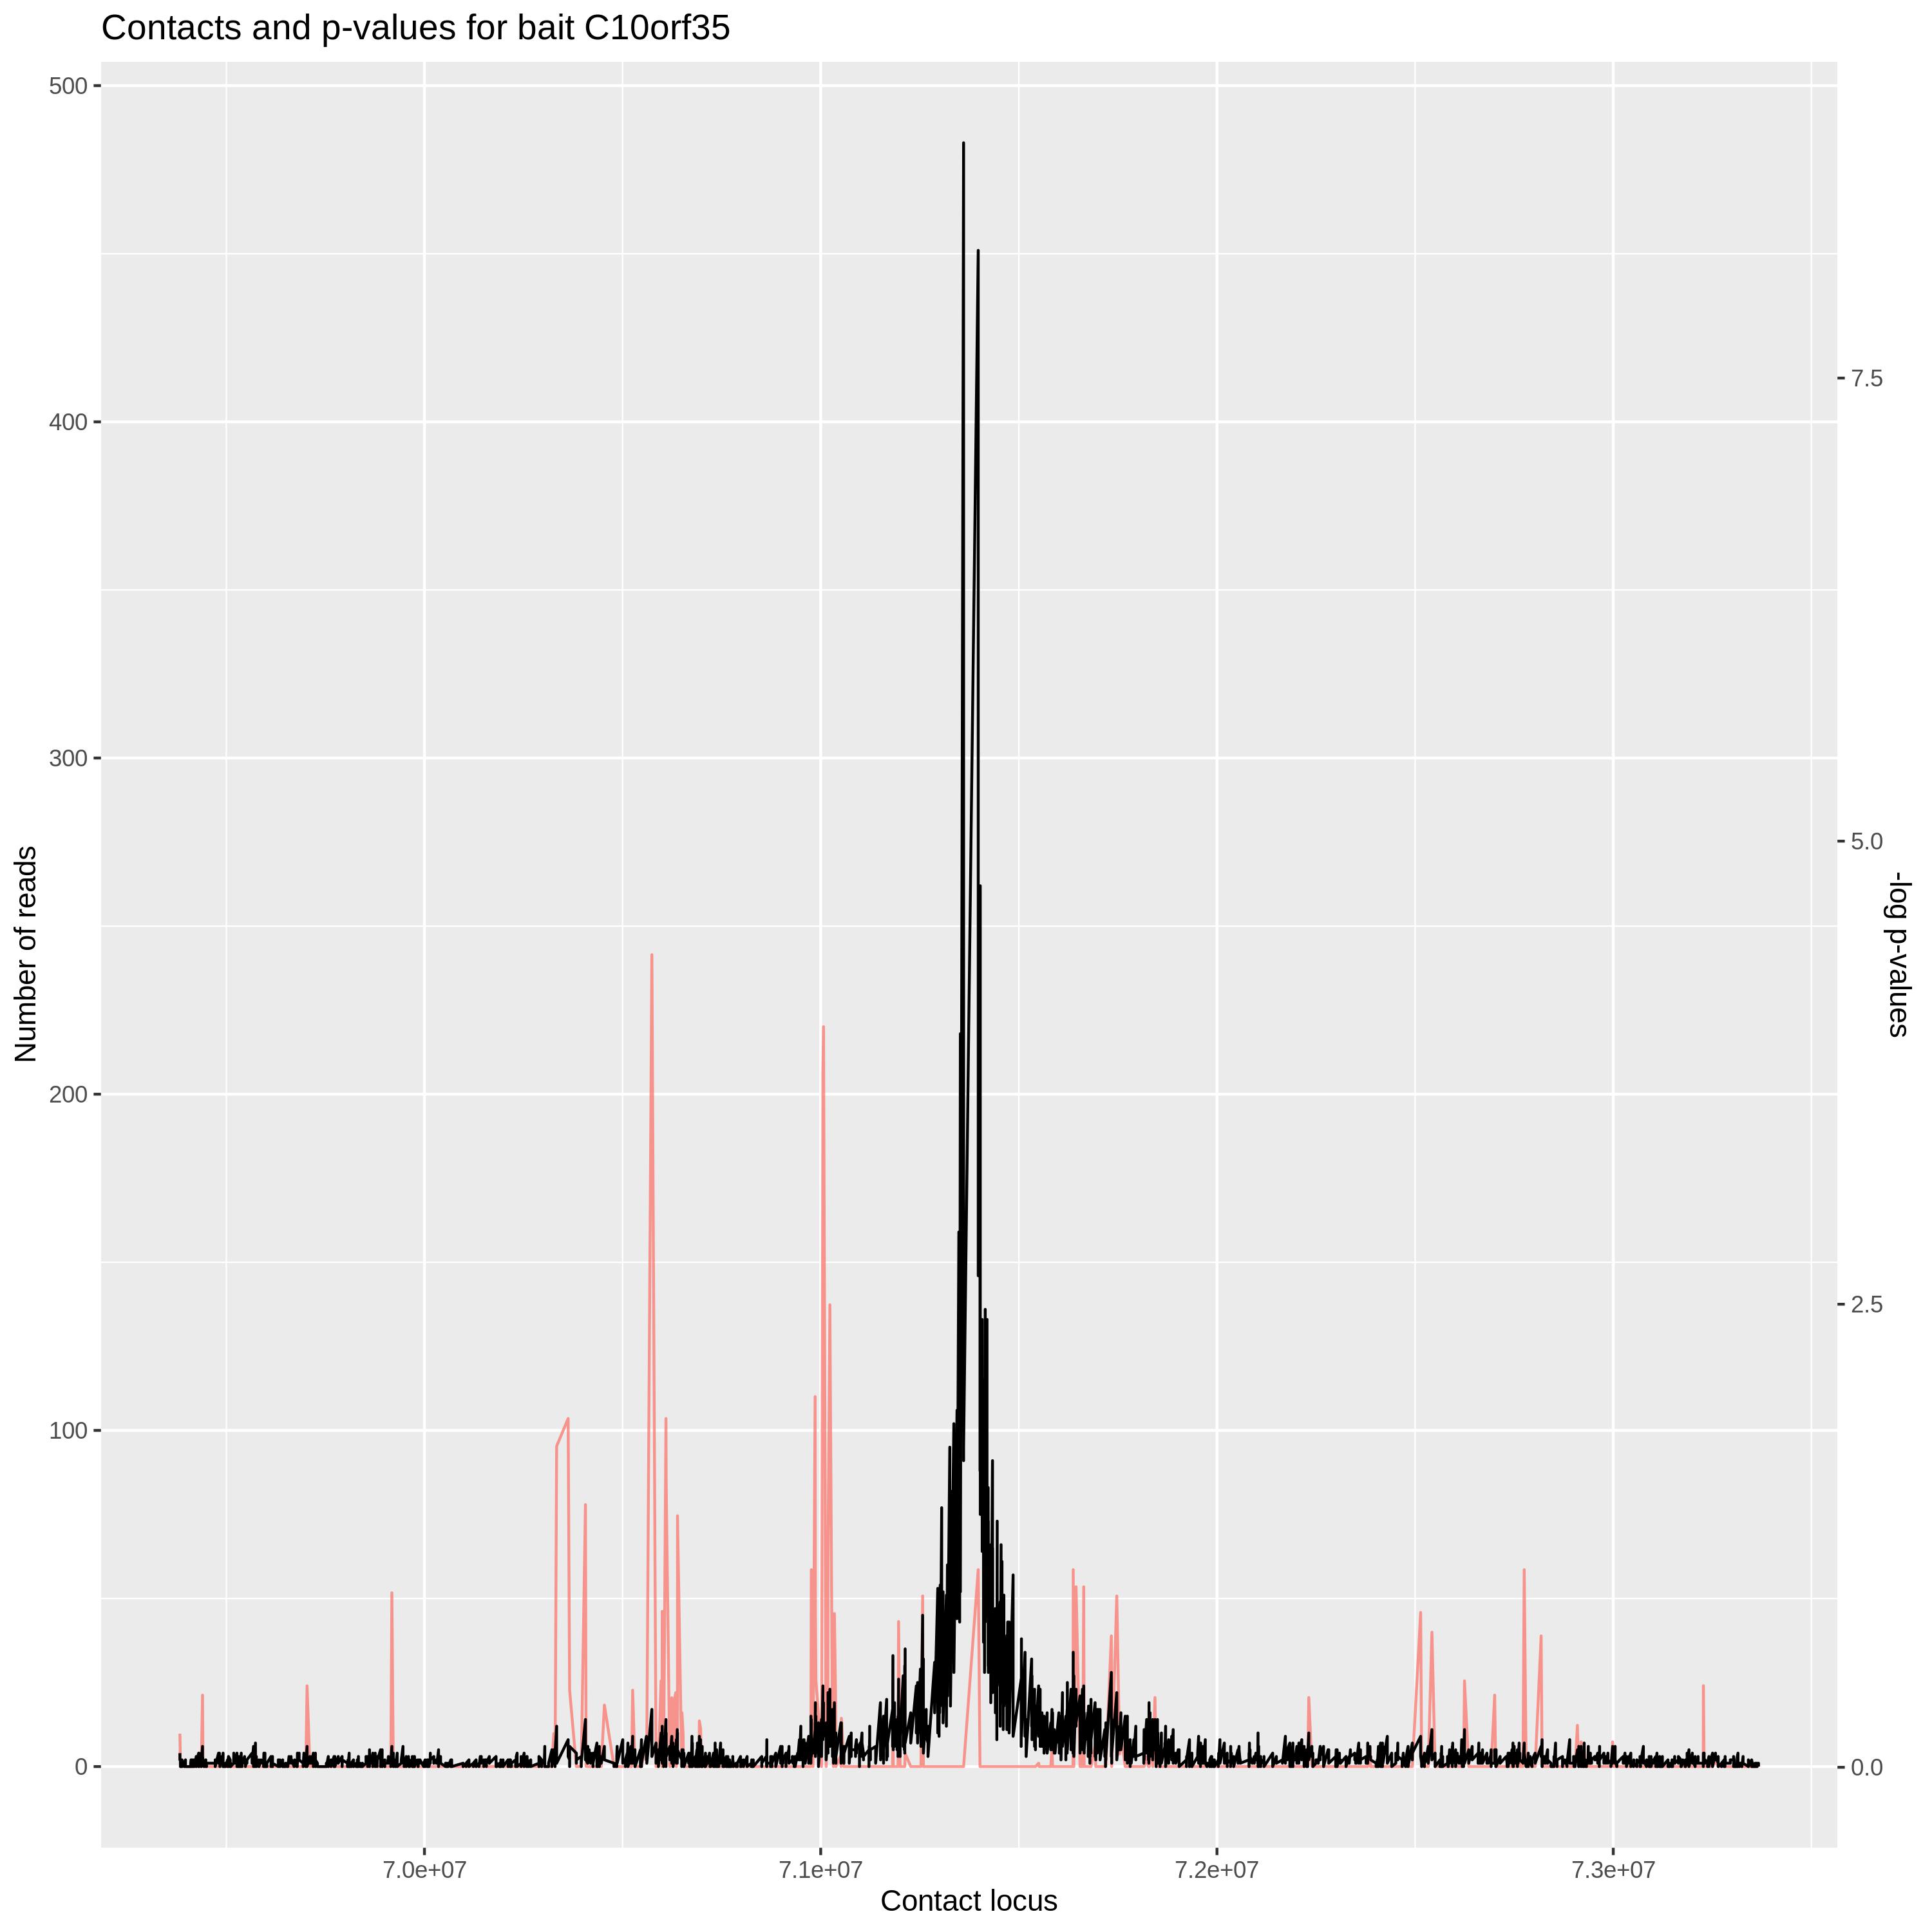 Contacts and p-values for bait C10orf35
500
400
300
200
100
0
Number of reads
7.5
5.0
2.5
0.0
-log p-values
7.0e+07 7.1e+07 7.2e+07 7.3e+07
Contact locus